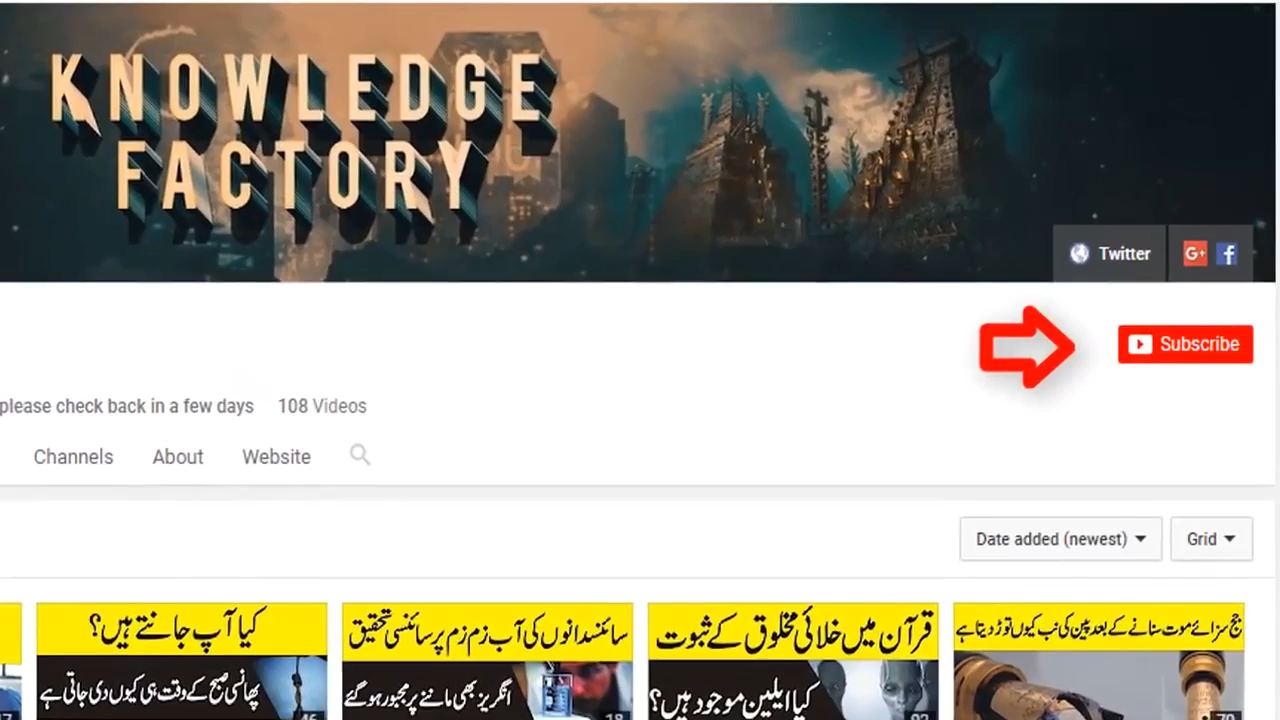 KNOWLEDGE
FACTORY
Twitter
G+ f
Subscribe
please check back in a few days 108 Videos
Channels About Website
Date added (newest) Grid
کیا آپ جانتے ہیں؟
پھانسی صبح کے وقت ہی کیوں دی جاتی ہے
سائنسدانوں کی آب زم زم پر سائنسی تحقیق
انگریز بھی ماننے پر مجبور ہو گئے
قرآن میں خلائی مخلوق کے ثبوت
کیا ایلین موجود ہیں؟
جج سزائے موت سنانے کے بعد پین کی نب کیوں توڑ دیتا ہے